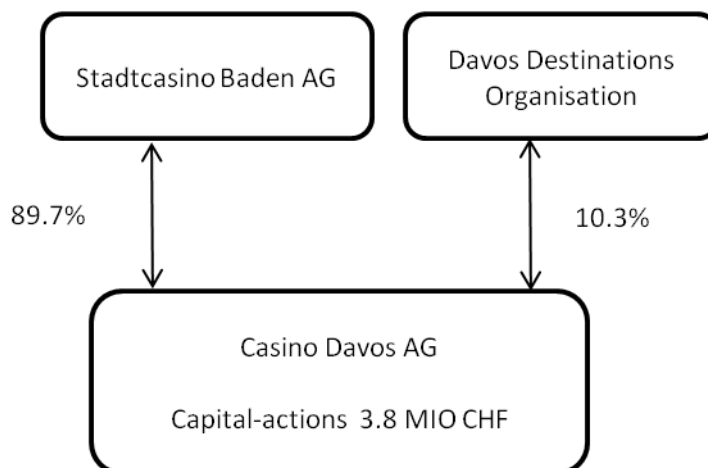 Stadtcasino Baden AG
Davos Destinations
Organisation
89.7%
10.3%
Casino Davos AG
Capital-actions 3.8 MIO CHF